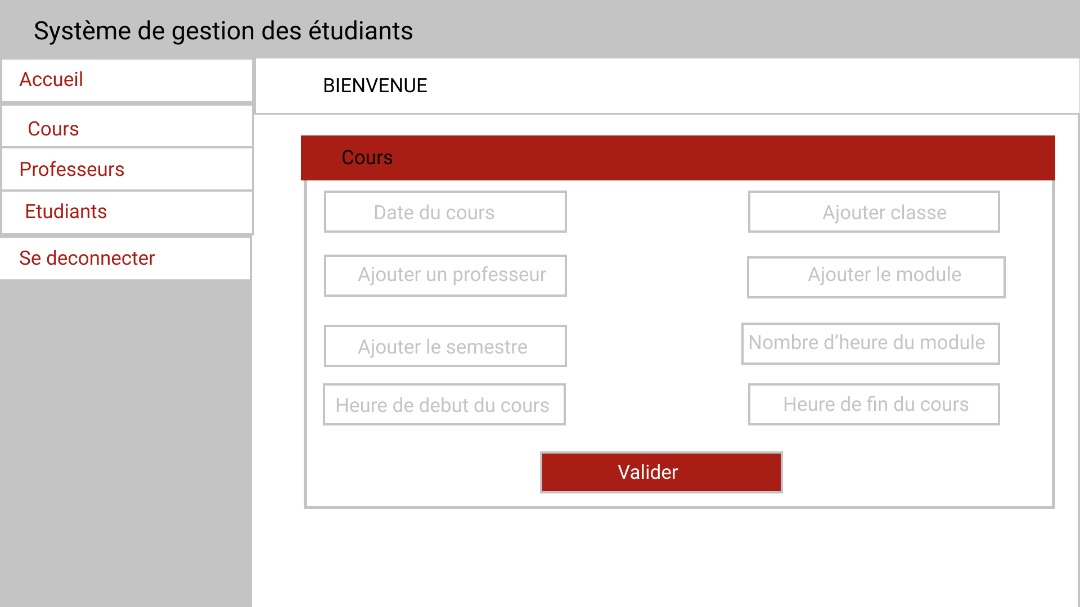 Système de gestion des étudiants
Accueil
Cours
Professeurs
Etudiants
Se deconnecter
BIENVENUE
Cours
Date du cours
Ajouter classe
Ajouter un professeur
Ajouter le module
Ajouter le semestre
Nombre d’heure du module
Heure de debut du cours
Heure de fin du cours
Valider